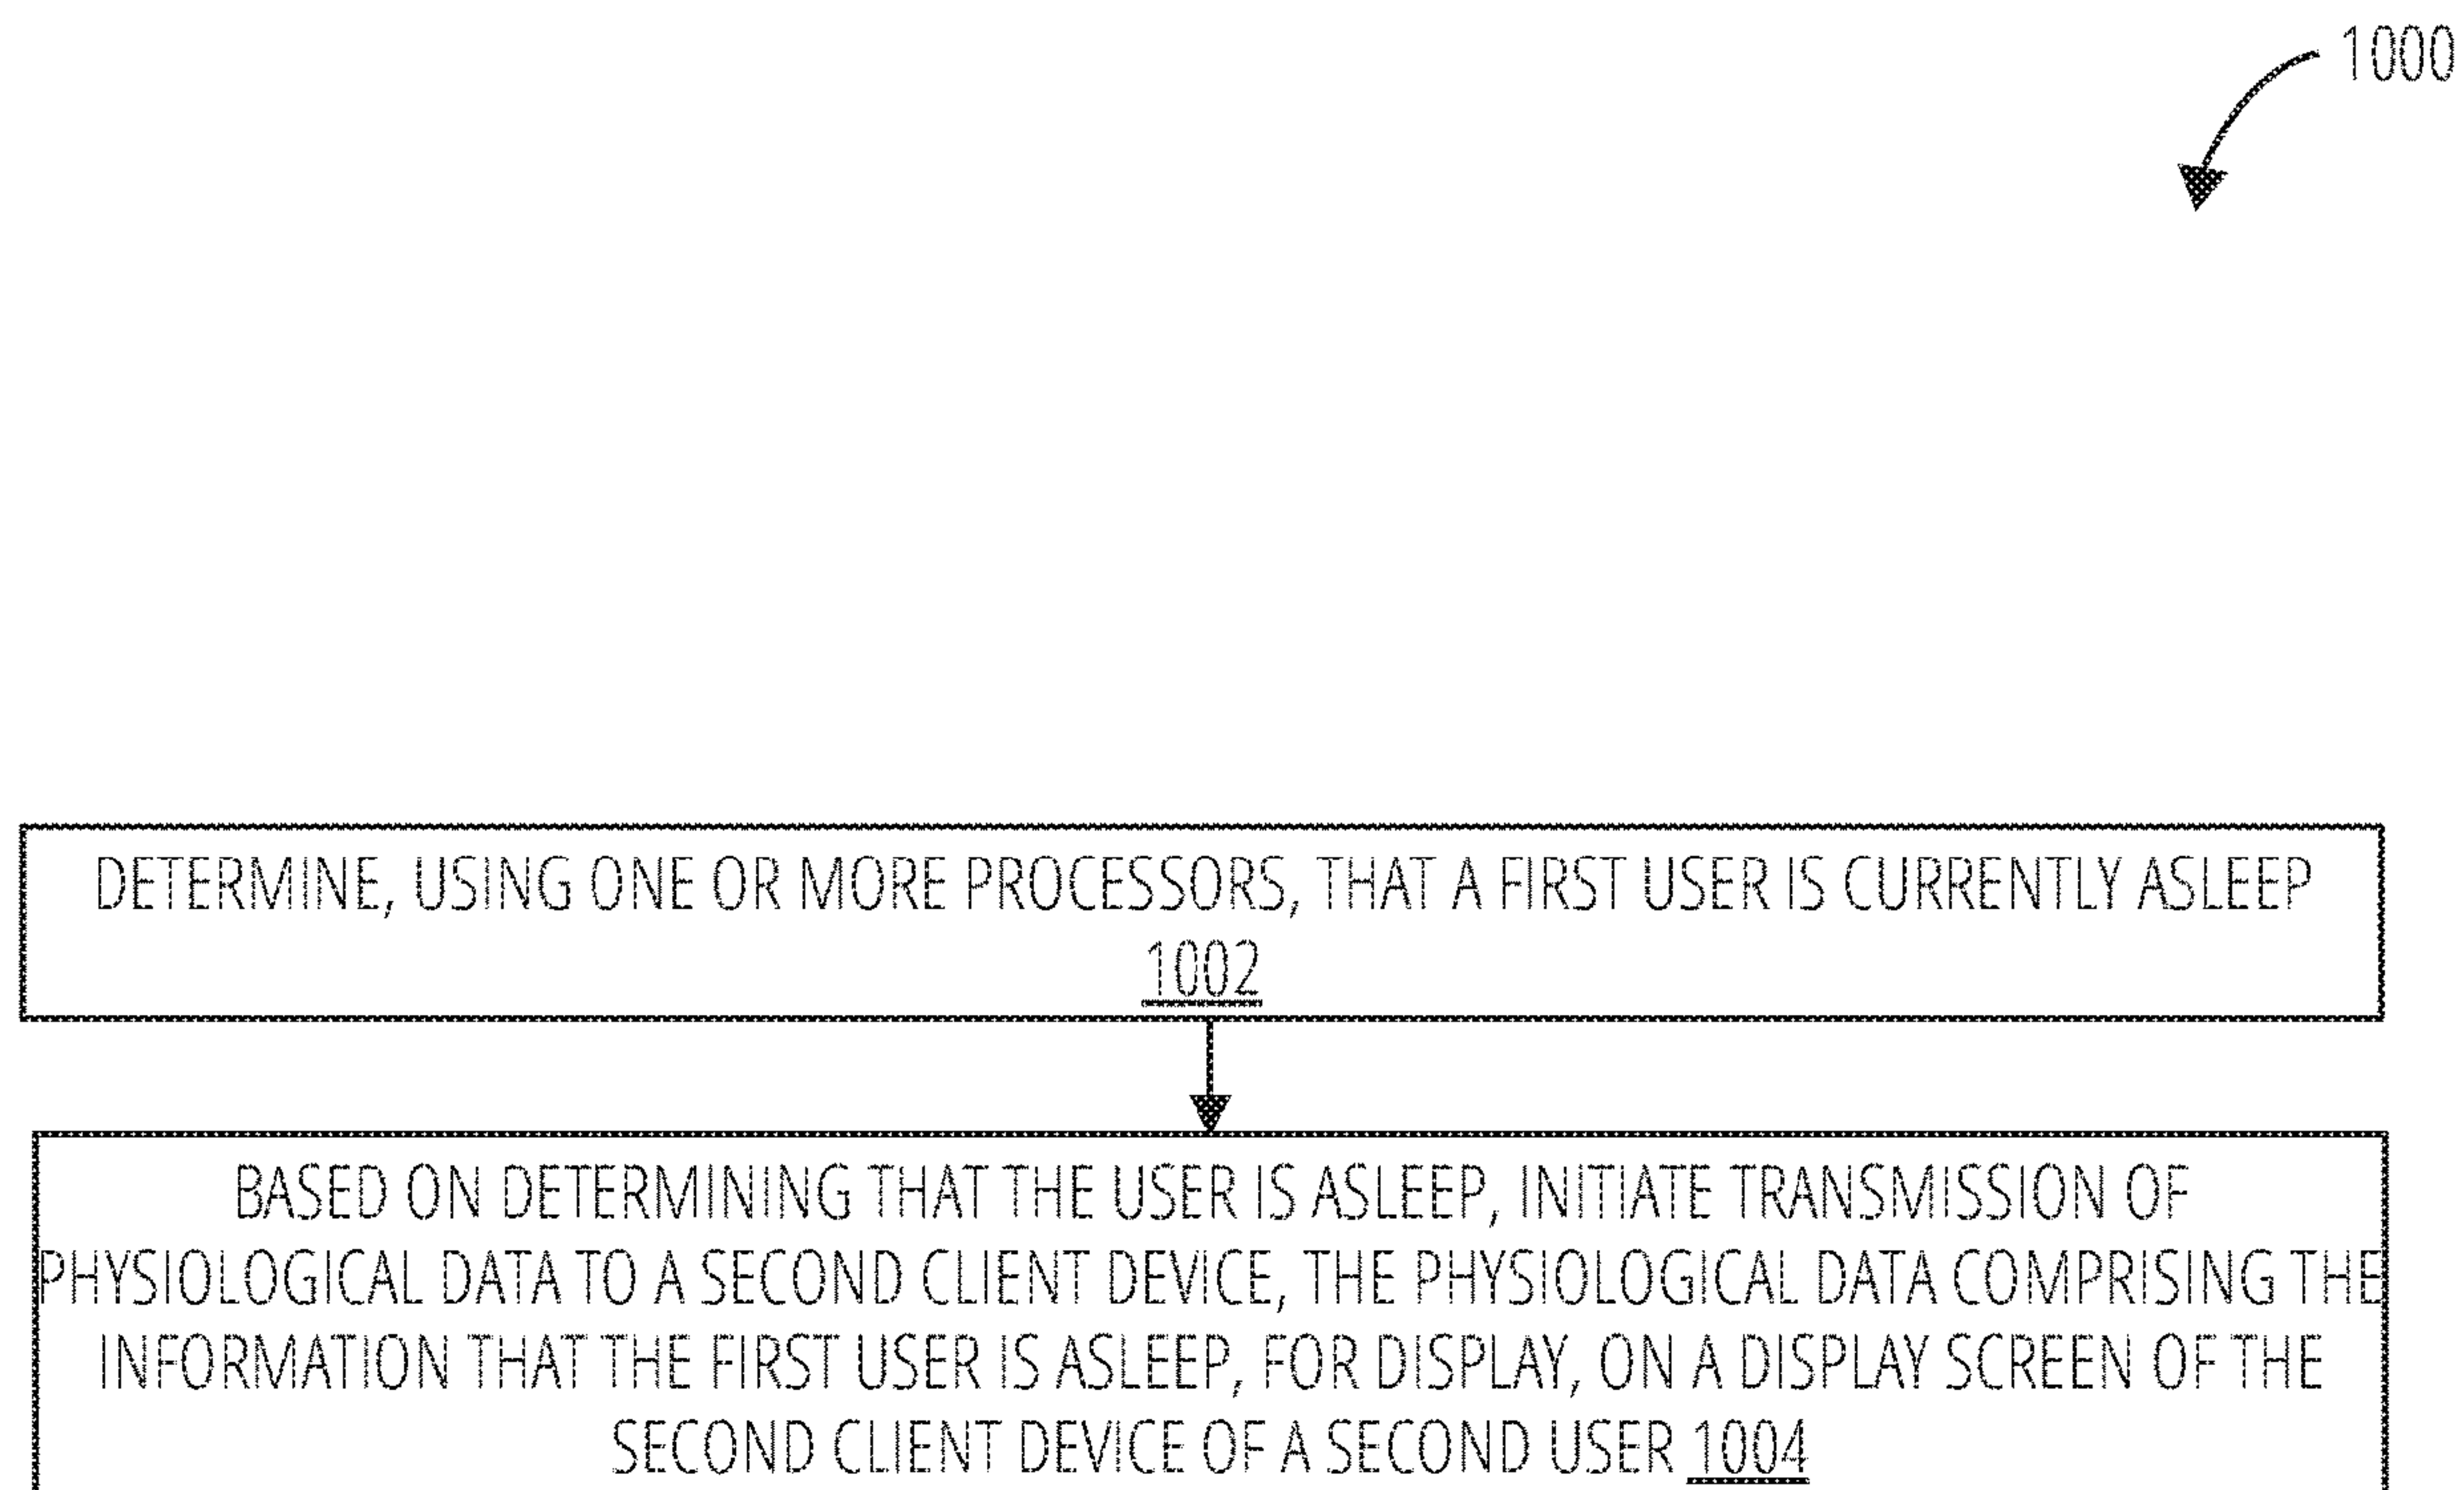 1000
DETERMINE, USING ONE OR MORE PROCESSORS, THAT A FIRST USER IS CURRENTLY ASLEEP
1002
BASED ON DETERMINING THAT THE USER IS ASLEEP, INITIATE TRANSMISSION OF
PHYSIOLOGICAL DATA TO A SECOND CLIENT DEVICE, THE PHYSIOLOGICAL DATA COMPRISING THE
INFORMATION THAT THE FIRST USER IS ASLEEP, FOR DISPLAY, ON A DISPLAY SCREEN OF THE
SECOND CLIENT DEVICE OF A SECOND USER 1004